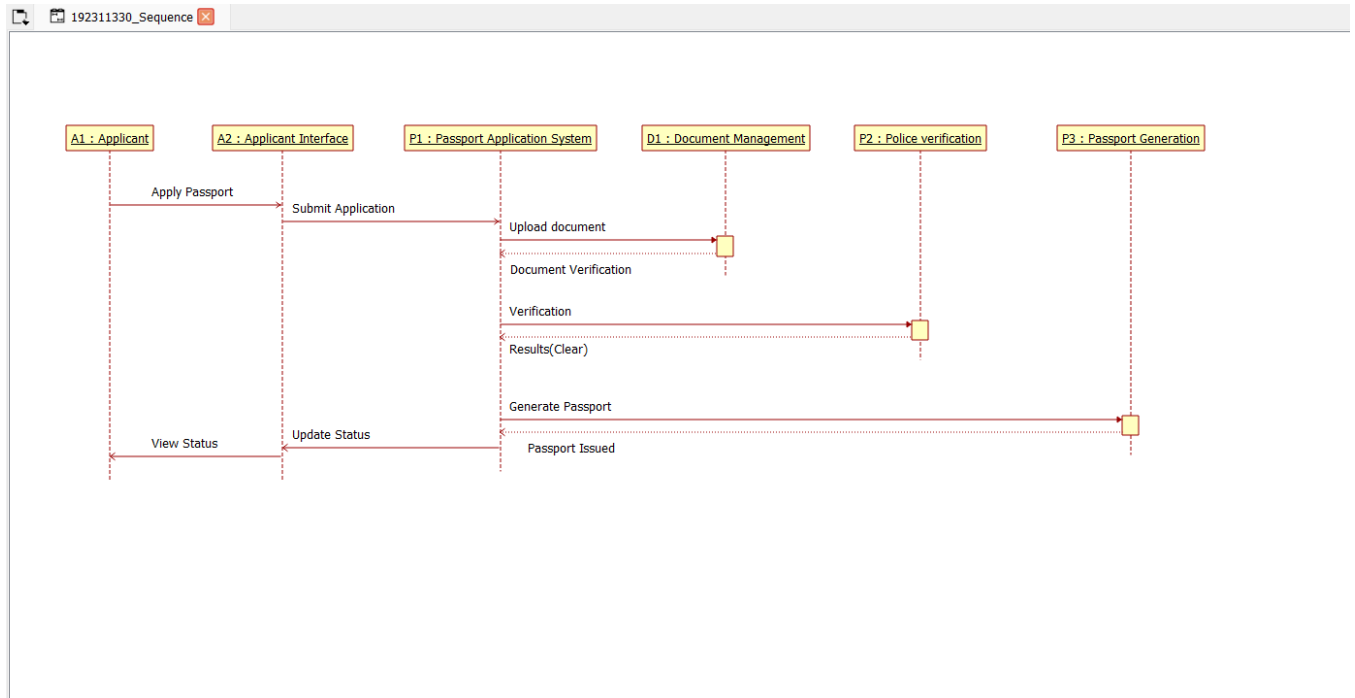 192311330_Sequence
A1 : Applicant
A2 : Applicant Interface
P1 : Passport Application System
D1 : Document Management
P2 : Police verification
P3 : Passport Generation
Apply Passport
Submit Application
Upload document
Document Verification
Verification
Results(Clear)
Generate Passport
Update Status
View Status
Passport Issued